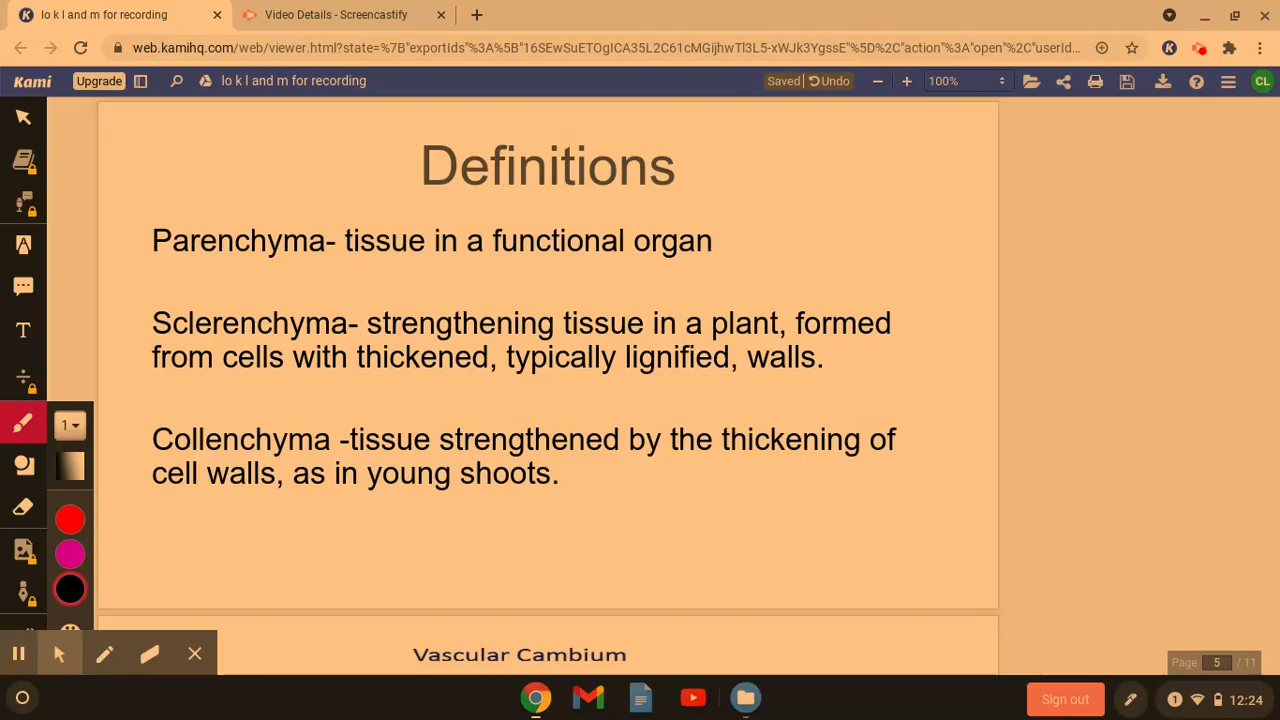 lo k l and m for recording
Video Details - Screencastify
web.kamihq.com/web/viewer.html?state=%7B"exportIds"%3A%5B"16SEwSuETOgICA35L2C61cMGijhwTl3L5-xWJk3YgssE"%5D%2C"action"%3A"open"%2C"userId...
Kami Upgrade lo k l and m for recording Saved Undo 100% CL
Definitions
Parenchyma- tissue in a functional organ
Sclerenchyma- strengthening tissue in a plant, formed
from cells with thickened, typically lignified, walls.
Collenchyma -tissue strengthened by the thickening of
cell walls, as in young shoots.
1
Vascular Cambium
Page 5 / 11
Sign out 1 12:24